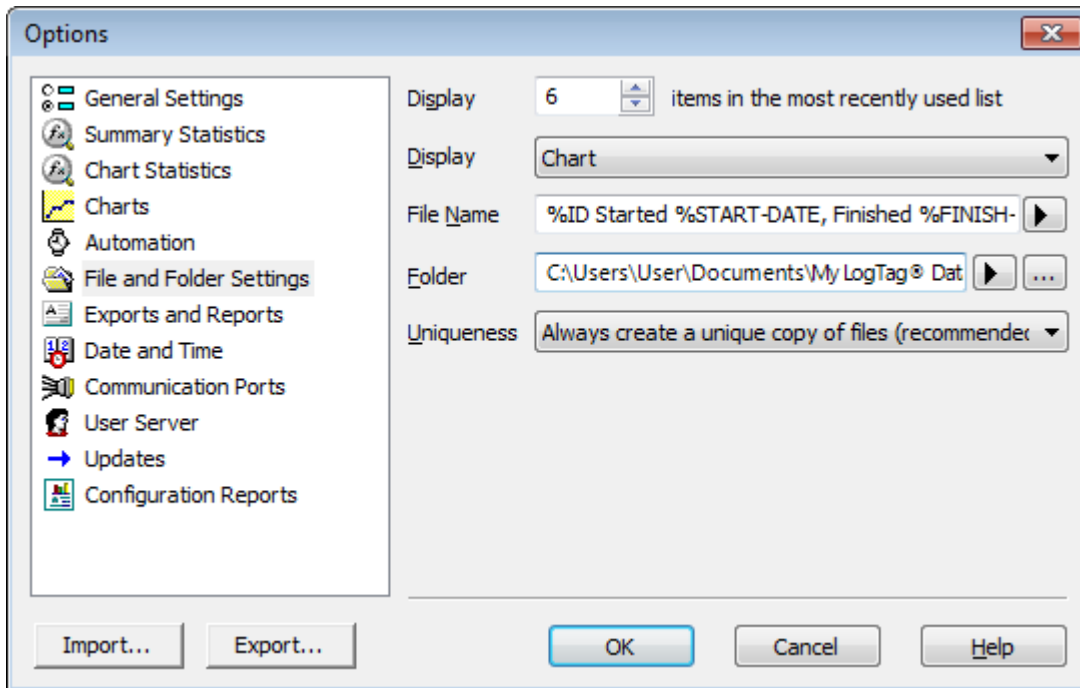 Options
General Settings
Summary Statistics
Chart Statistics
Charts
Automation
File and Folder Settings
Exports and Reports
Date and Time
Communication Ports
User Server
Updates
Configuration Reports
Display 6 items in the most recently used list
Display Chart
File Name %ID Started %START-DATE, Finished %FINISH-
Folder C:\Users\User\Documents\My LogTag® Dat ...
Uniqueness Always create a unique copy of files (recommended
Import... Export... OK Cancel Help